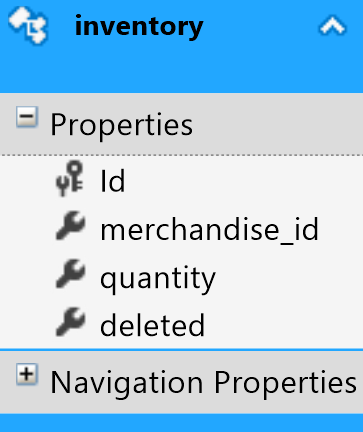 inventory
Properties
Id
merchandise_id
quantity
deleted
Navigation Properties